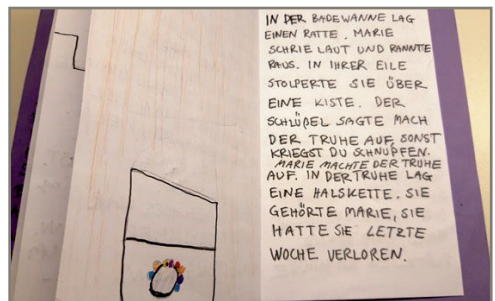 IN DER BADEWANNE LAG
EINEN RATTE. MARIE
SCHRIE LAUT UND RANNTE
RAUS. IN IHRER EILE
STOLPERTE SIE ÜBER
EINE KISTE. DER
SCHLÜßEL SAGTE MACH
DER TRUHE AUF, SONST
KRIEGST DU SCHNUPFEN.
MARIE MACHTE DER TRUHE
AUF. IN DER TRUHE LAG
EINE HALSKETTE. SIE
GEHÖRTE MARIE, SIE
HATTE SIE LETZTE
WOCHE VERLOREN.